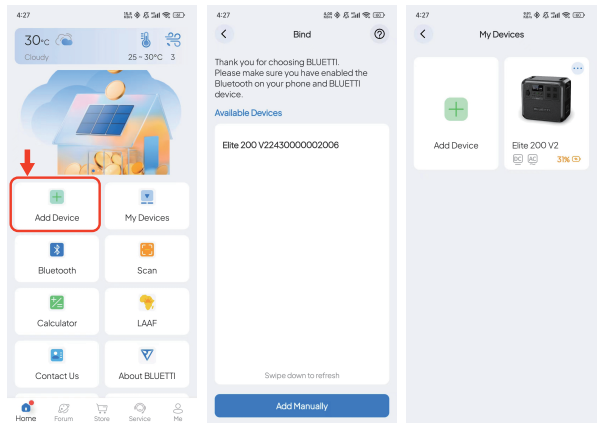 4:27
30°C
Cloudy
25 ~ 30°C 3
Add Device
My Devices
Bluetooth
Scan
Calculator
LAAF
Contact Us
About BLUETTI
Home
Forum
Store
Service
Me
4:27
Bind
Thank you for choosing BLUETTI.
Please make sure you have enabled the
Bluetooth on your phone and BLUETTI
device.
Available Devices
Elite 200 V22430000002006
Swipe down to refresh
Add Manually
4:27
My Devices
Add Device
Elite 200 V2
DC AC 31%